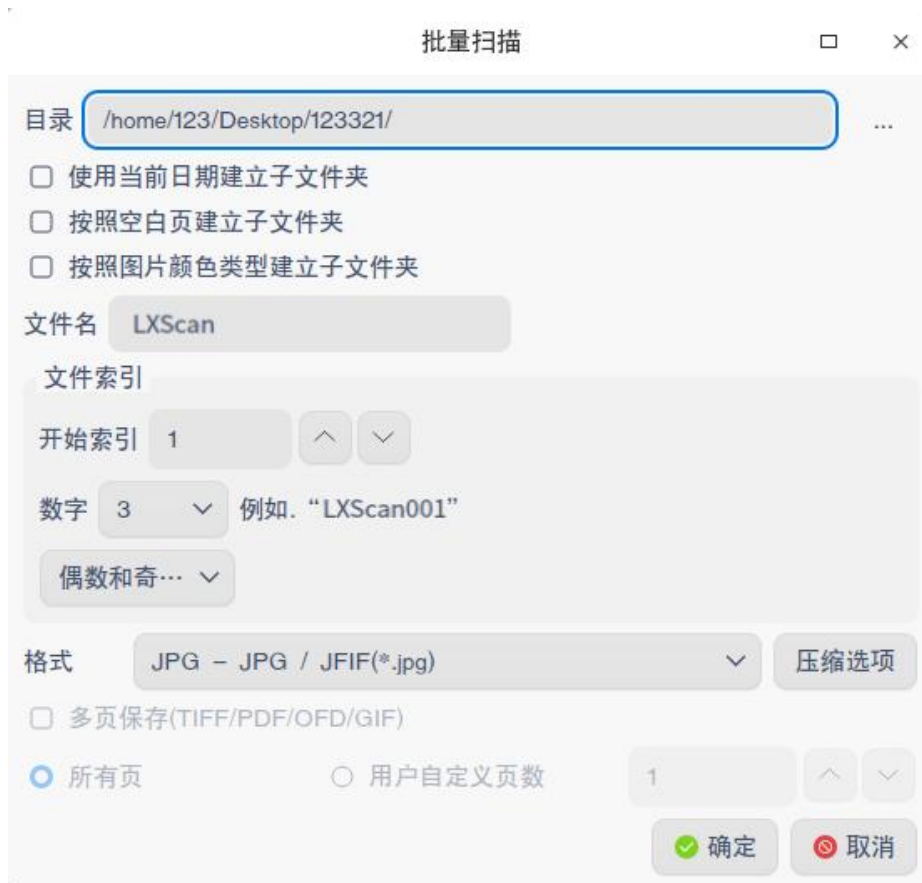 批量扫描
目录 /home/123/Desktop/123321/ ...
使用当前日期建立子文件夹
按照空白页建立子文件夹
按照图片颜色类型建立子文件夹
文件名 LXScan
文件索引
开始索引 1
数字 3 例如.“LXScan001”
偶数和奇…
格式 JPG – JPG / JFIF(*.jpg) 压缩选项
多页保存(TIFF/PDF/OFD/GIF)
所有页 用户自定义页数 1
确定 取消